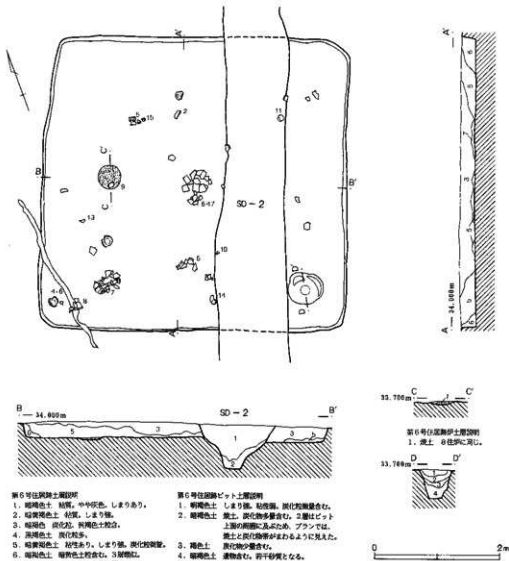 A'
A'
6
5
15
2
11
C
9
C'
B
B'
6-17
SD-2
13
10
5
4-8
8
7
14
A
A
34.000m
SD-2
B
34.000m
B'
5
3
1
2
3
C
33.700m
C'
第6号住居跡炉土層説明
1．焼土 8住炉に同じ。
D
33.700m
D'
第6号住居跡土層説明
1．暗褐色土 粘質。やや灰色。しまりあり。
2．暗黄褐色土 粘質。しまり強。
3．暗褐色 炭化粒、
4．黒褐色土 炭化粒多。
5．暗黄褐色土 粘性あり。しまり強。炭化粒微量。
6．暗褐色土 暗黄色土粒含む。3層類似。
第6号住居跡ピット土層説明
1．明褐色土 しまり強。粘性弱。炭化粒微量含む。
2．暗褐色土 焼土、炭化物多量含む。2層はピット
上面の周囲に及ぶため、プランでは、
焼土と炭化物帯がまわるように見えた。
3．褐色土 炭化物少量含む。
4．暗褐色土 遺物含む。若干砂質となる。
0
2m